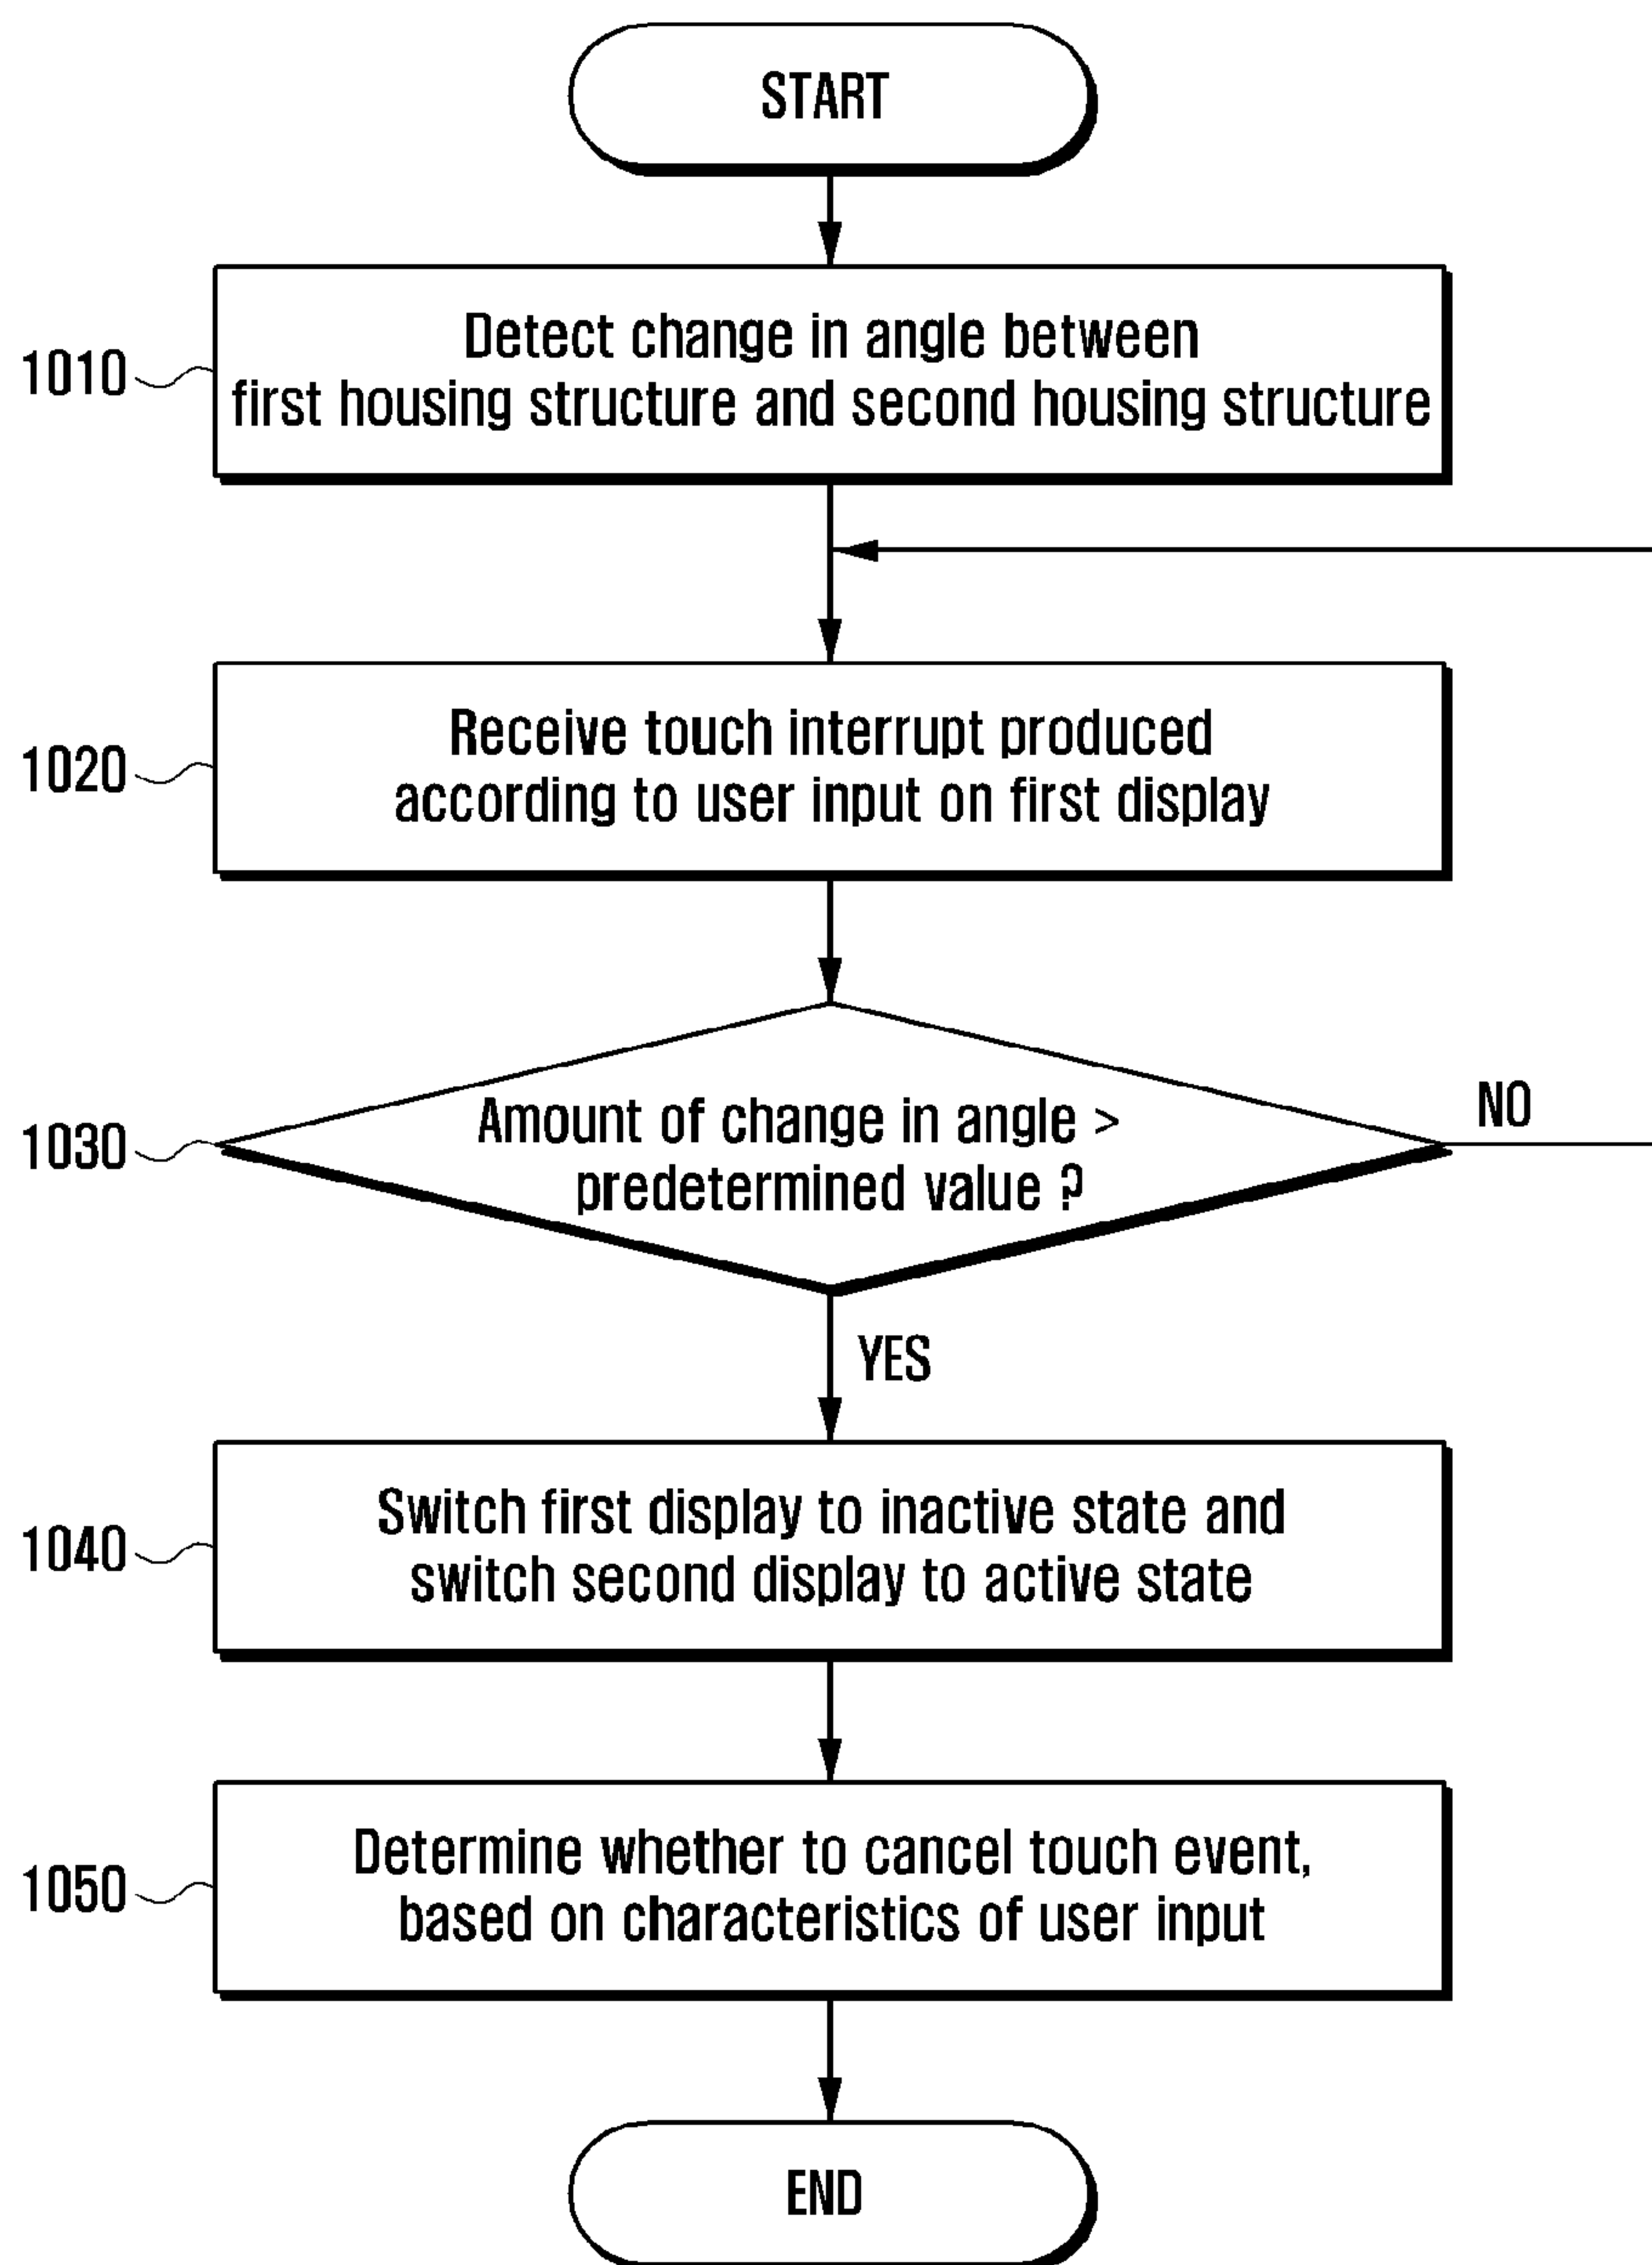 START
1010
Detect change in angle between
first housing structure and second housing structure
1020
Receive touch interrupt produced
according to user input on first display
1030
Amount of change in angle >
predetermined value ?
NO
YES
1040
Switch first display to inactive state and
switch second display to active state
1050
Determine whether to cancel touch event,
based on characteristics of user input
END